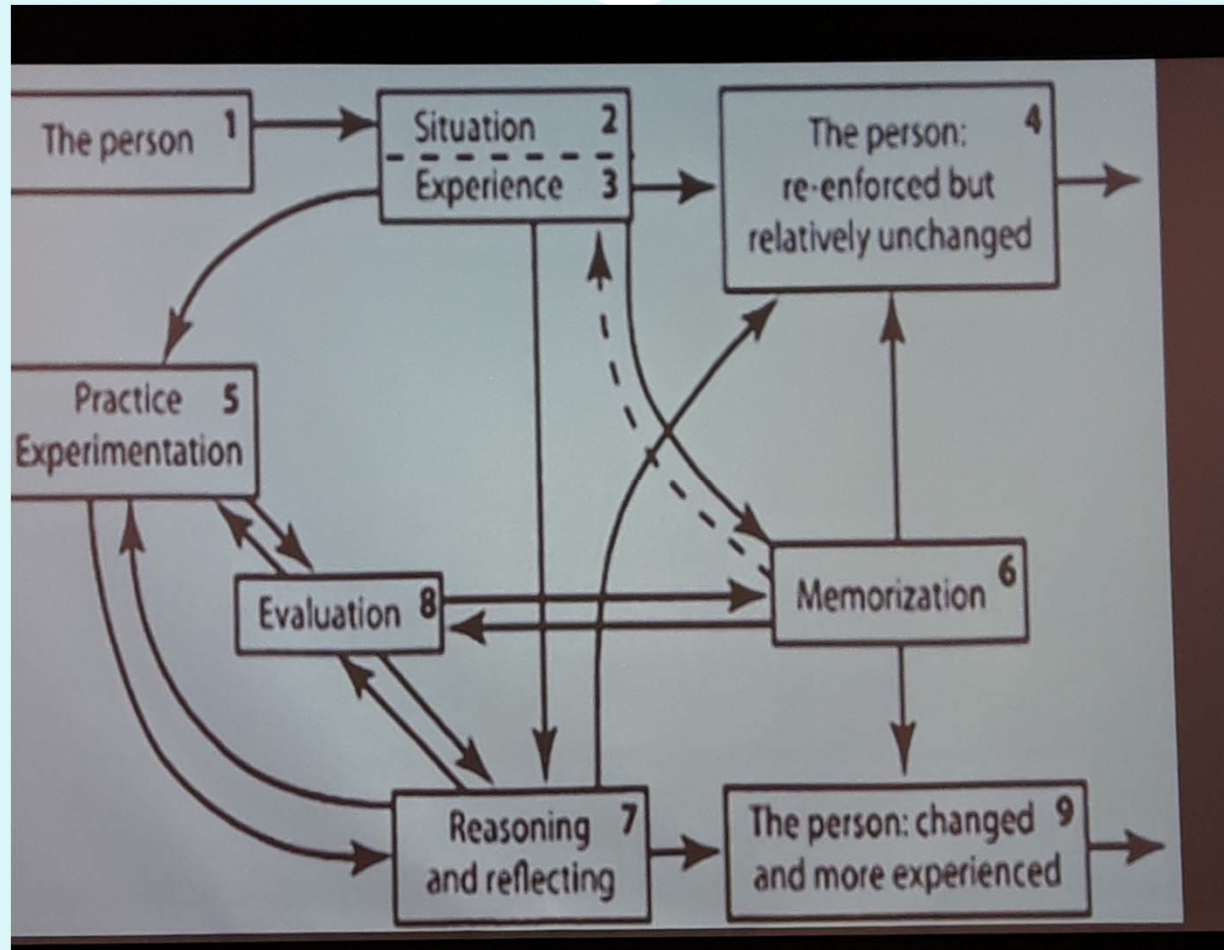 The person 1
Situation 2
Experience 3
The person: 4
re-enforced but
relatively unchanged
Practice 5
Experimentation
Evaluation 8
Memorization 6
Reasoning 7
and reflecting
The person: changed 9
and more experienced